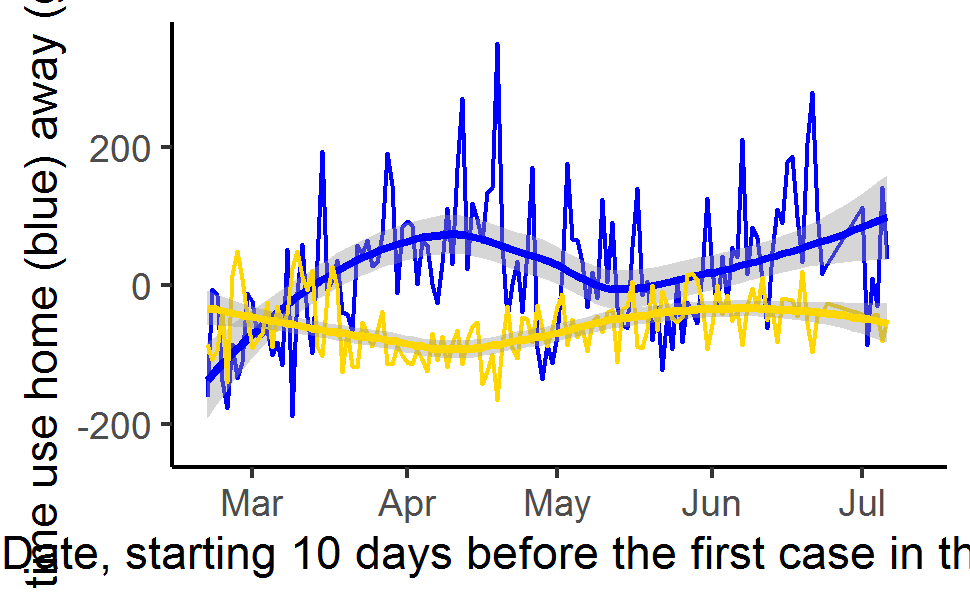 time use home (blue) away (
200
0
-200
Mar Apr May Jun Jul
Date, starting 10 days before the first case in th